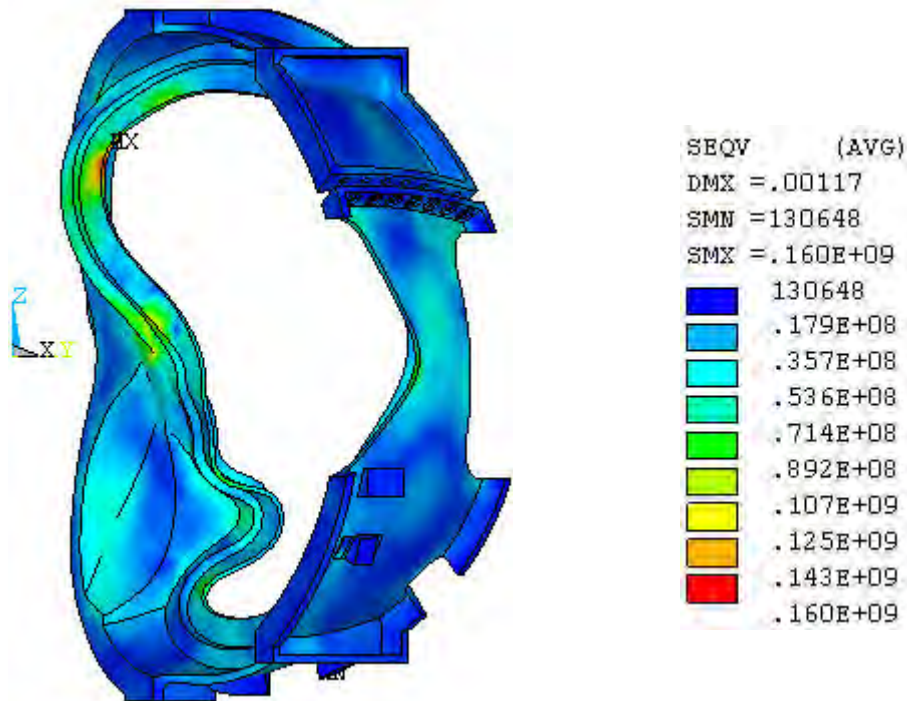 MX
Z
X Y
N
SEQV (AVG)
DMX =.00117
SMN =130648
SMX =.160E+09
130648
.179E+08
.357E+08
.536E+08
.714E+08
.892E+08
.107E+09
.125E+09
.143E+09
.160E+09